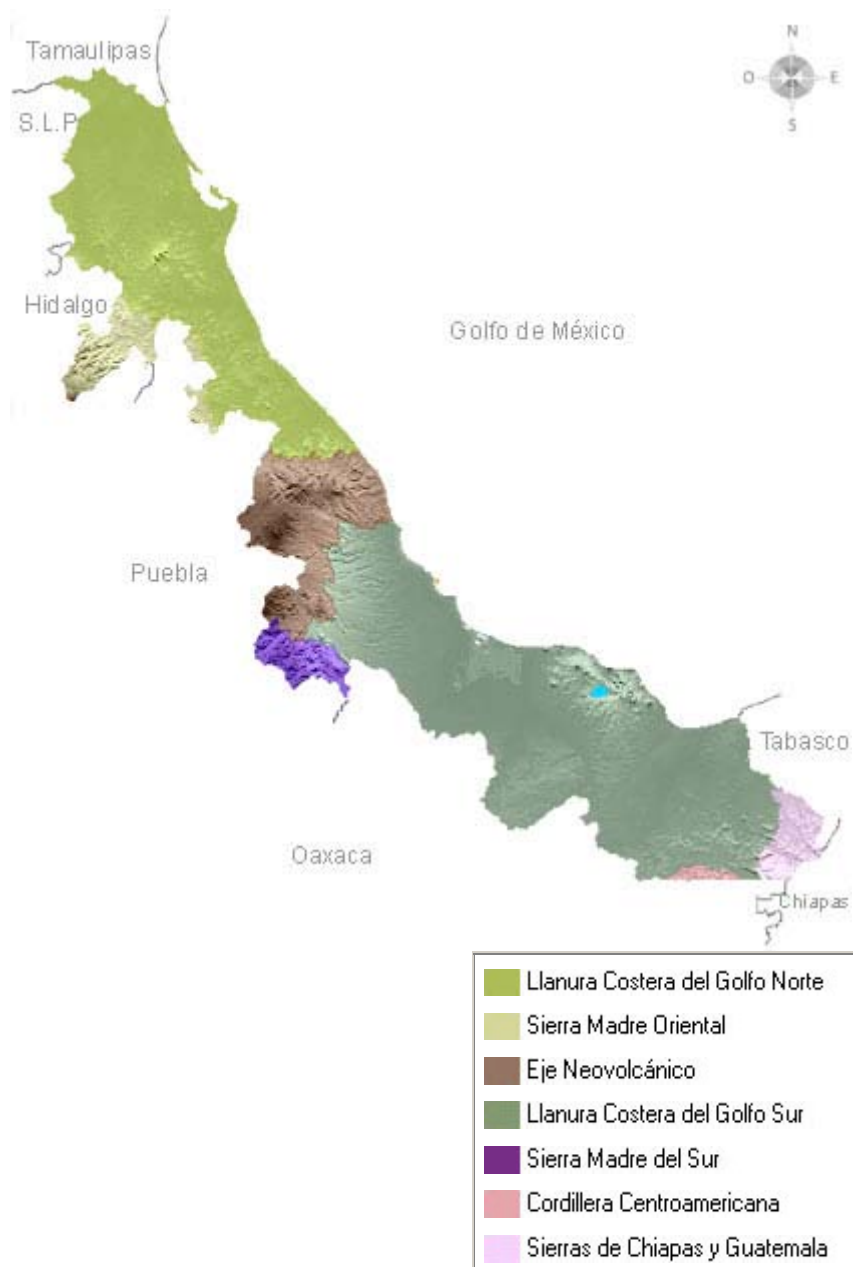 N
Tamaulipas
O
E
S.L.P
S
Hidalgo
Golfo de México
Puebla
Tabasco
Oaxaca
Chiapas
Llanura Costera del Golfo Norte
Sierra Madre Oriental
Eje Neovolcánico
Llanura Costera del Golfo Sur
Sierra Madre del Sur
Cordillera Centroamericana
Sierras de Chiapas y Guatemala